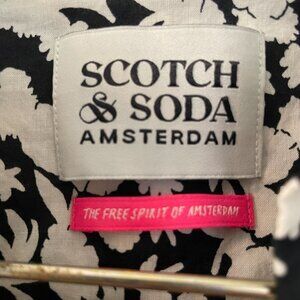 SCOTCH
& SODA
AMSTERDAM
THE FREE SPIRIT OF AMSTERDAM